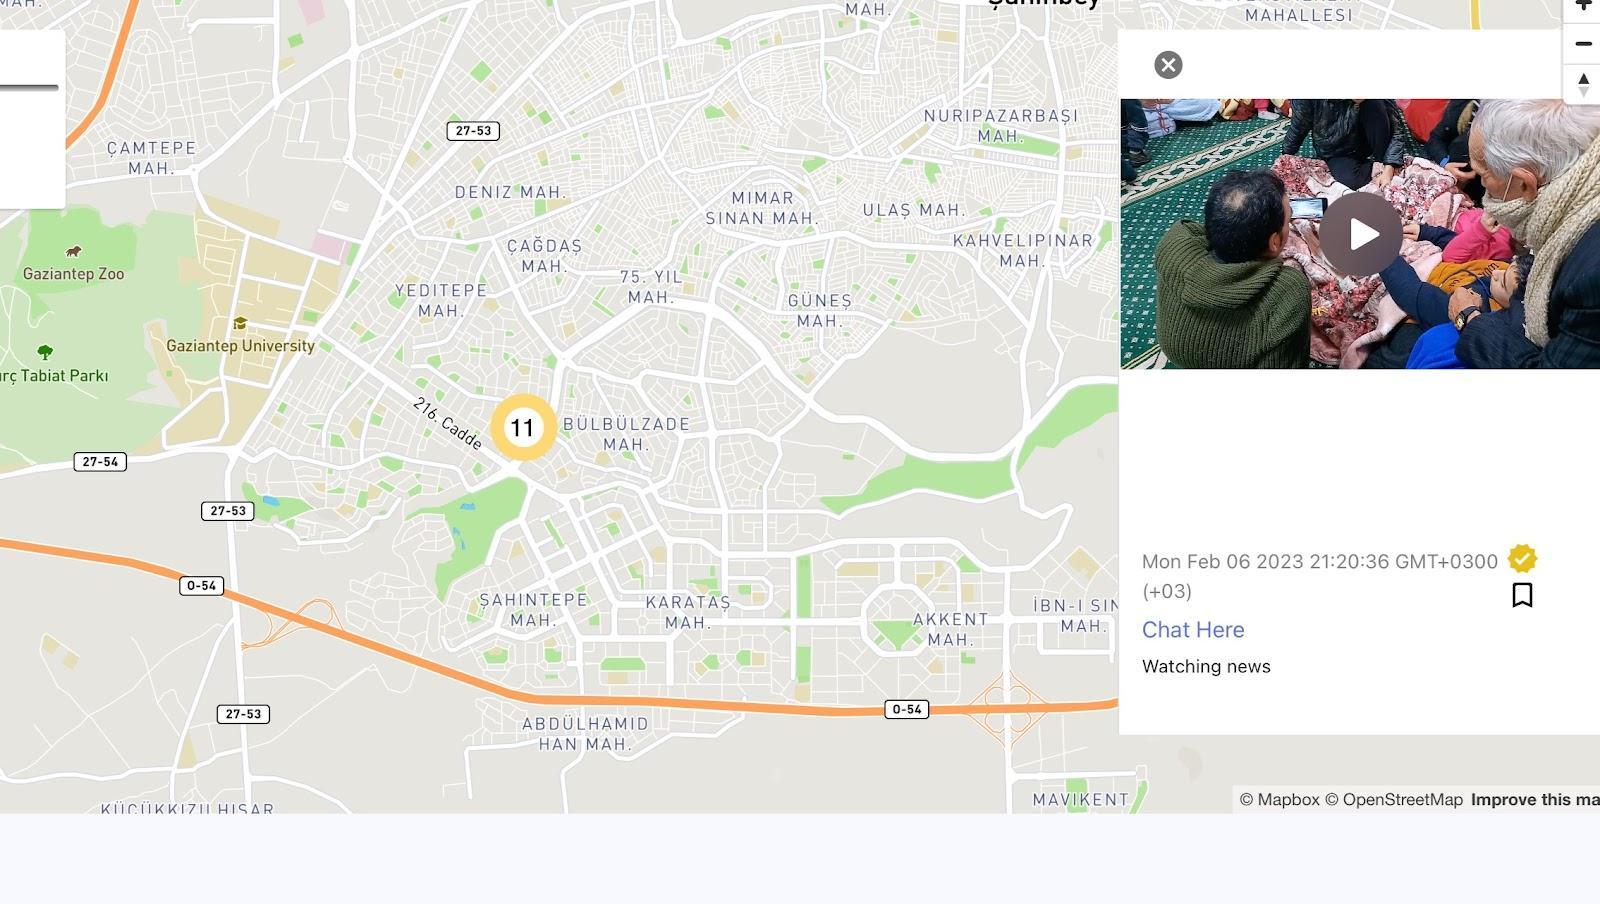 MAH.
MAH.
Şahinbey
MAHALLESİ
27-53
NURIPAZARBAŞI
MAH.
ÇAMTEPE
MAH.
DENIZ MAH.
MIMAR
SINAN MAH.
ULAŞ MAH.
ÇAĞDAŞ
MAH.
KAHVELIPINAR
MAH.
Gaziantep Zoo
75. YIL
MAH.
YEDITEPE
MAH.
GÜNEŞ
MAH.
Gaziantep University
urç Tabiat Parkı
216. Cadde
11
BÜLBÜLZADE
MAH.
27-54
27-53
O-54
ŞAHINTEPE
MAH.
KARATAŞ
MAH.
AKKENT
MAH.
İBN-I SIN
MAH.
27-53
O-54
ABDÜLHAMID
HAN MAH.
KÜÇÜKKIZILHISAR
MAVIKENT
Mon Feb 06 2023 21:20:36 GMT+0300
(+03)
Chat Here
Watching news
© Mapbox © OpenStreetMap Improve this ma